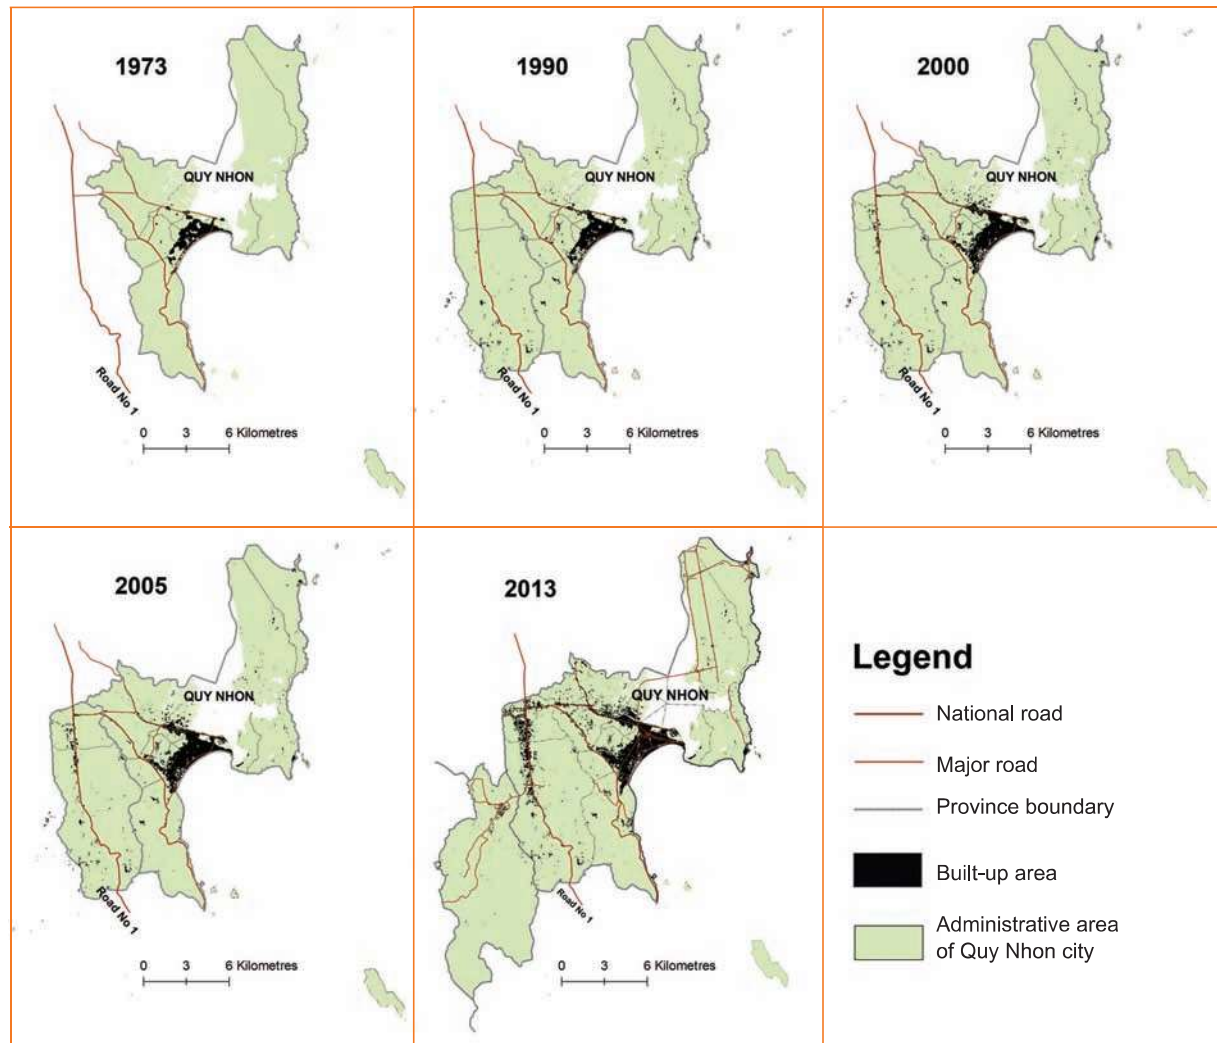 1973
QUY NHON
Road No 1
0 3 6 Kilometres
1990
QUY NHON
Road No 1
0 3 6 Kilometres
2000
QUY NHON
Road No 1
0 3 6 Kilometres
2005
QUY NHON
Road No 1
0 3 6 Kilometres
2013
QUY NHON
Road No 1
0 3 6 Kilometres
Legend
National road
Major road
Province boundary
Built-up area
Administrative area
of Quy Nhon city